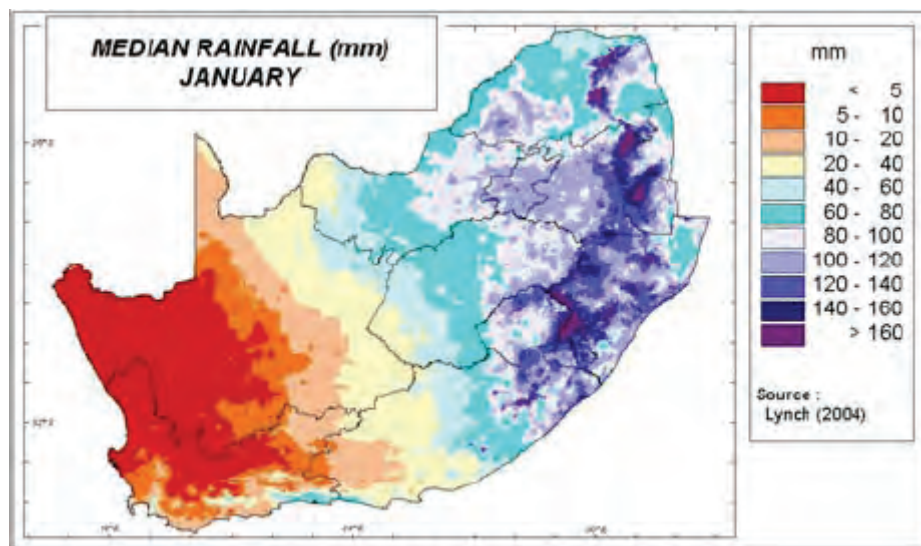 MEDIAN RAINFALL (mm)
JANUARY
mm
< 5
5 - 10
10 - 20
20 - 40
40 - 60
60 - 80
80 - 100
100 - 120
120 - 140
140 - 160
> 160
Source :
Lynch (2004)